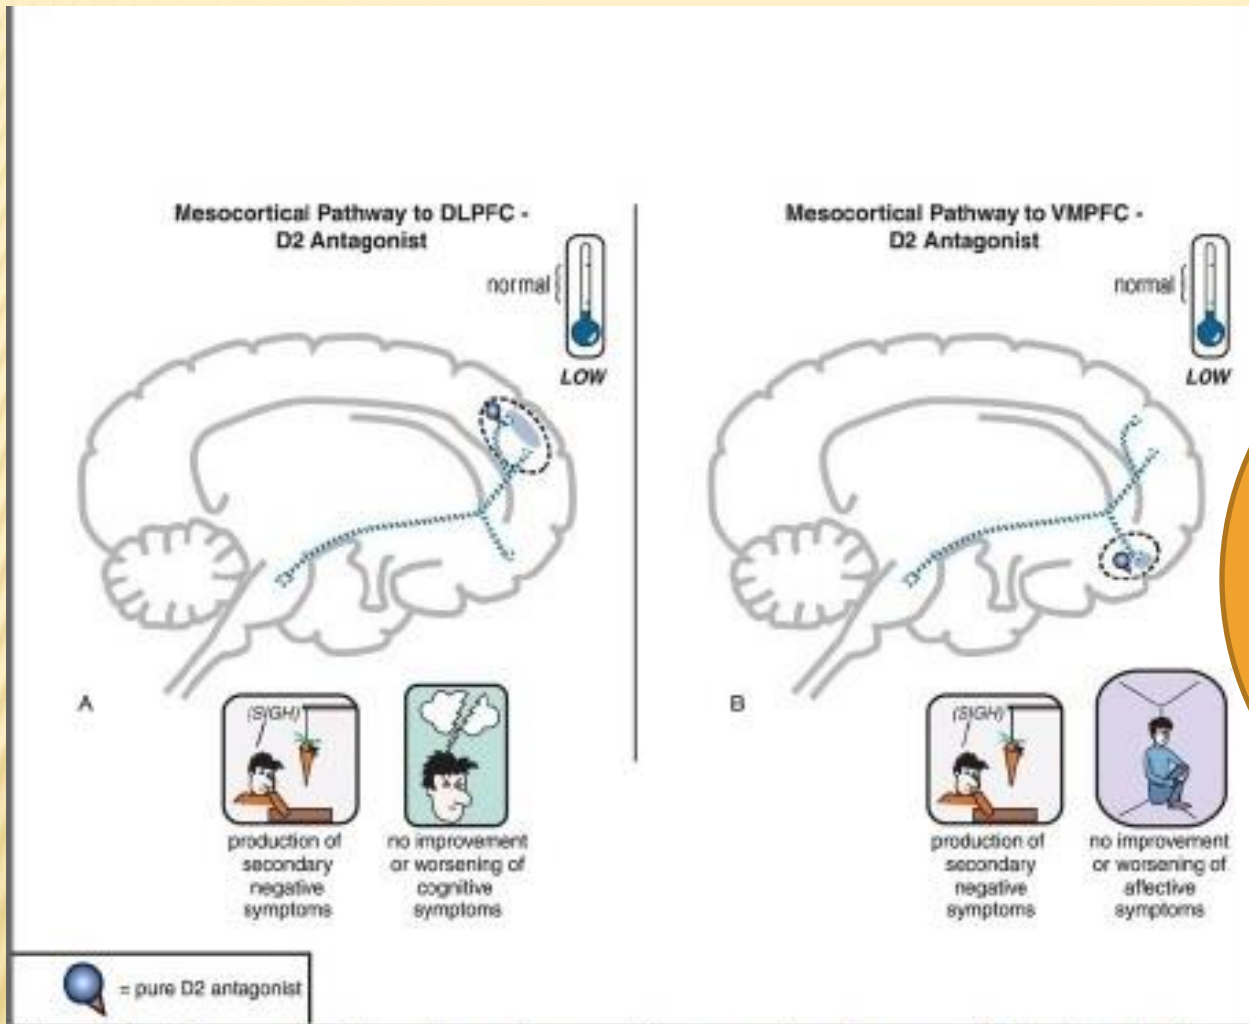 Mesocortical Pathway to DLPFC -
D2 Antagonist
normal
LOW
A
(SIGH)
production of
secondary
negative
symptoms
no improvement
or worsening of
cognitive
symptoms
Mesocortical Pathway to VMPFC -
D2 Antagonist
normal
LOW
B
(SIGH)
production of
secondary
negative
symptoms
no improvement
or worsening of
affective
symptoms
= pure D2 antagonist